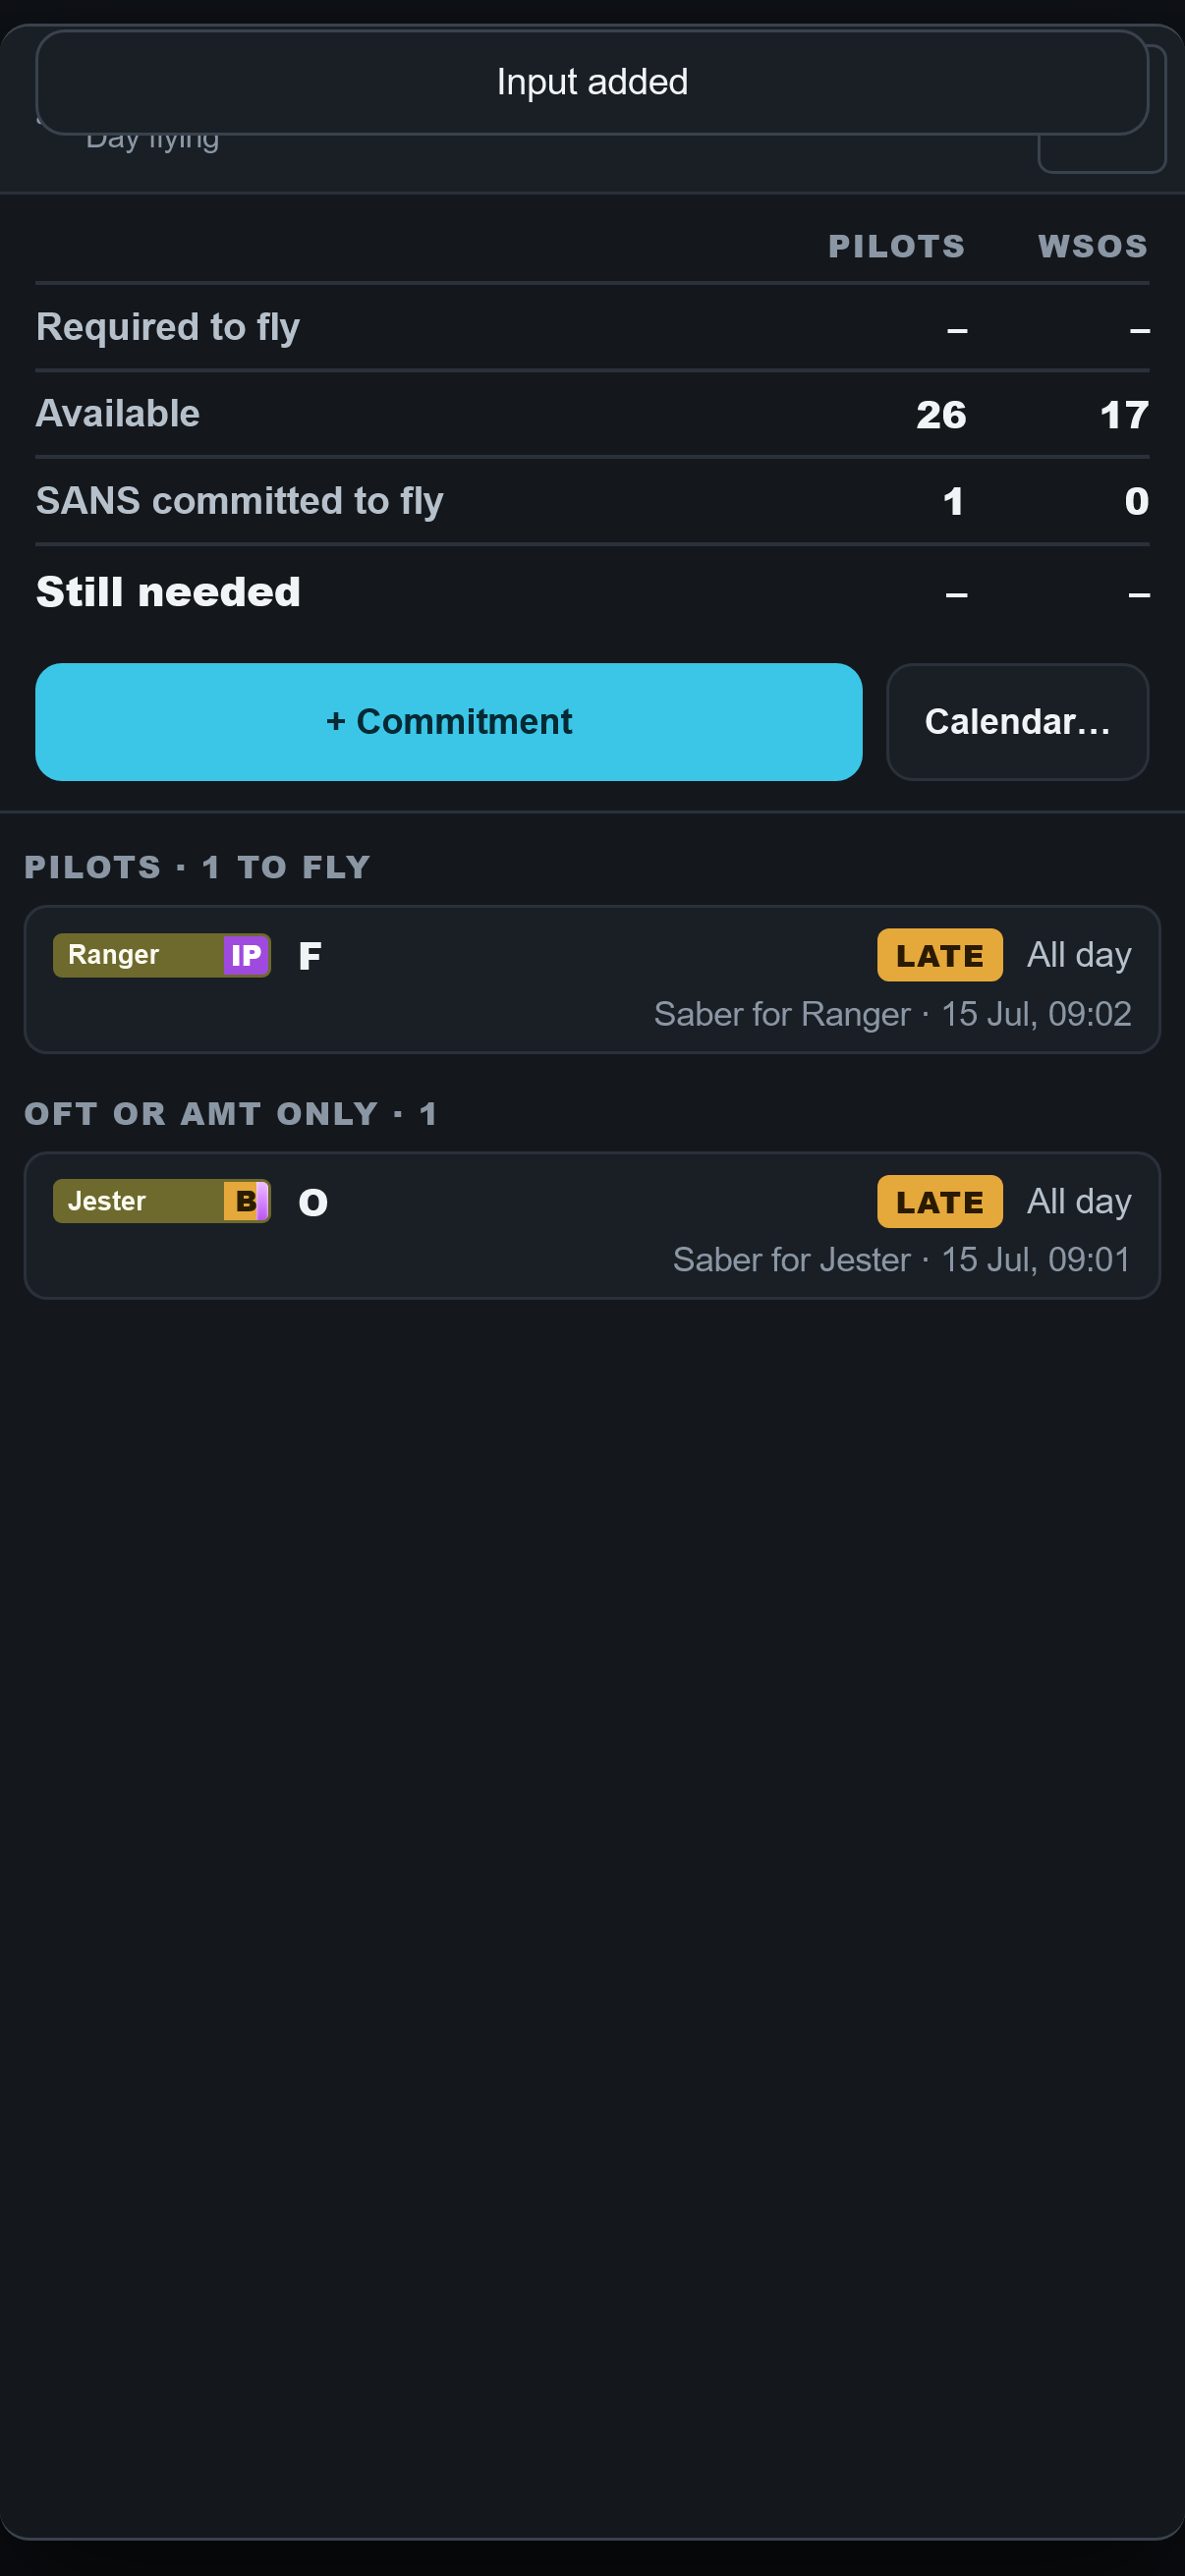 Input added
Day flying
PILOTS WSOS
Required to fly – –
Available 26 17
SANS committed to fly 1 0
Still needed – –
+ Commitment Calendar…
PILOTS · 1 TO FLY
Ranger IP F LATE All day
Saber for Ranger · 15 Jul, 09:02
OFT OR AMT ONLY · 1
Jester B O LATE All day
Saber for Jester · 15 Jul, 09:01